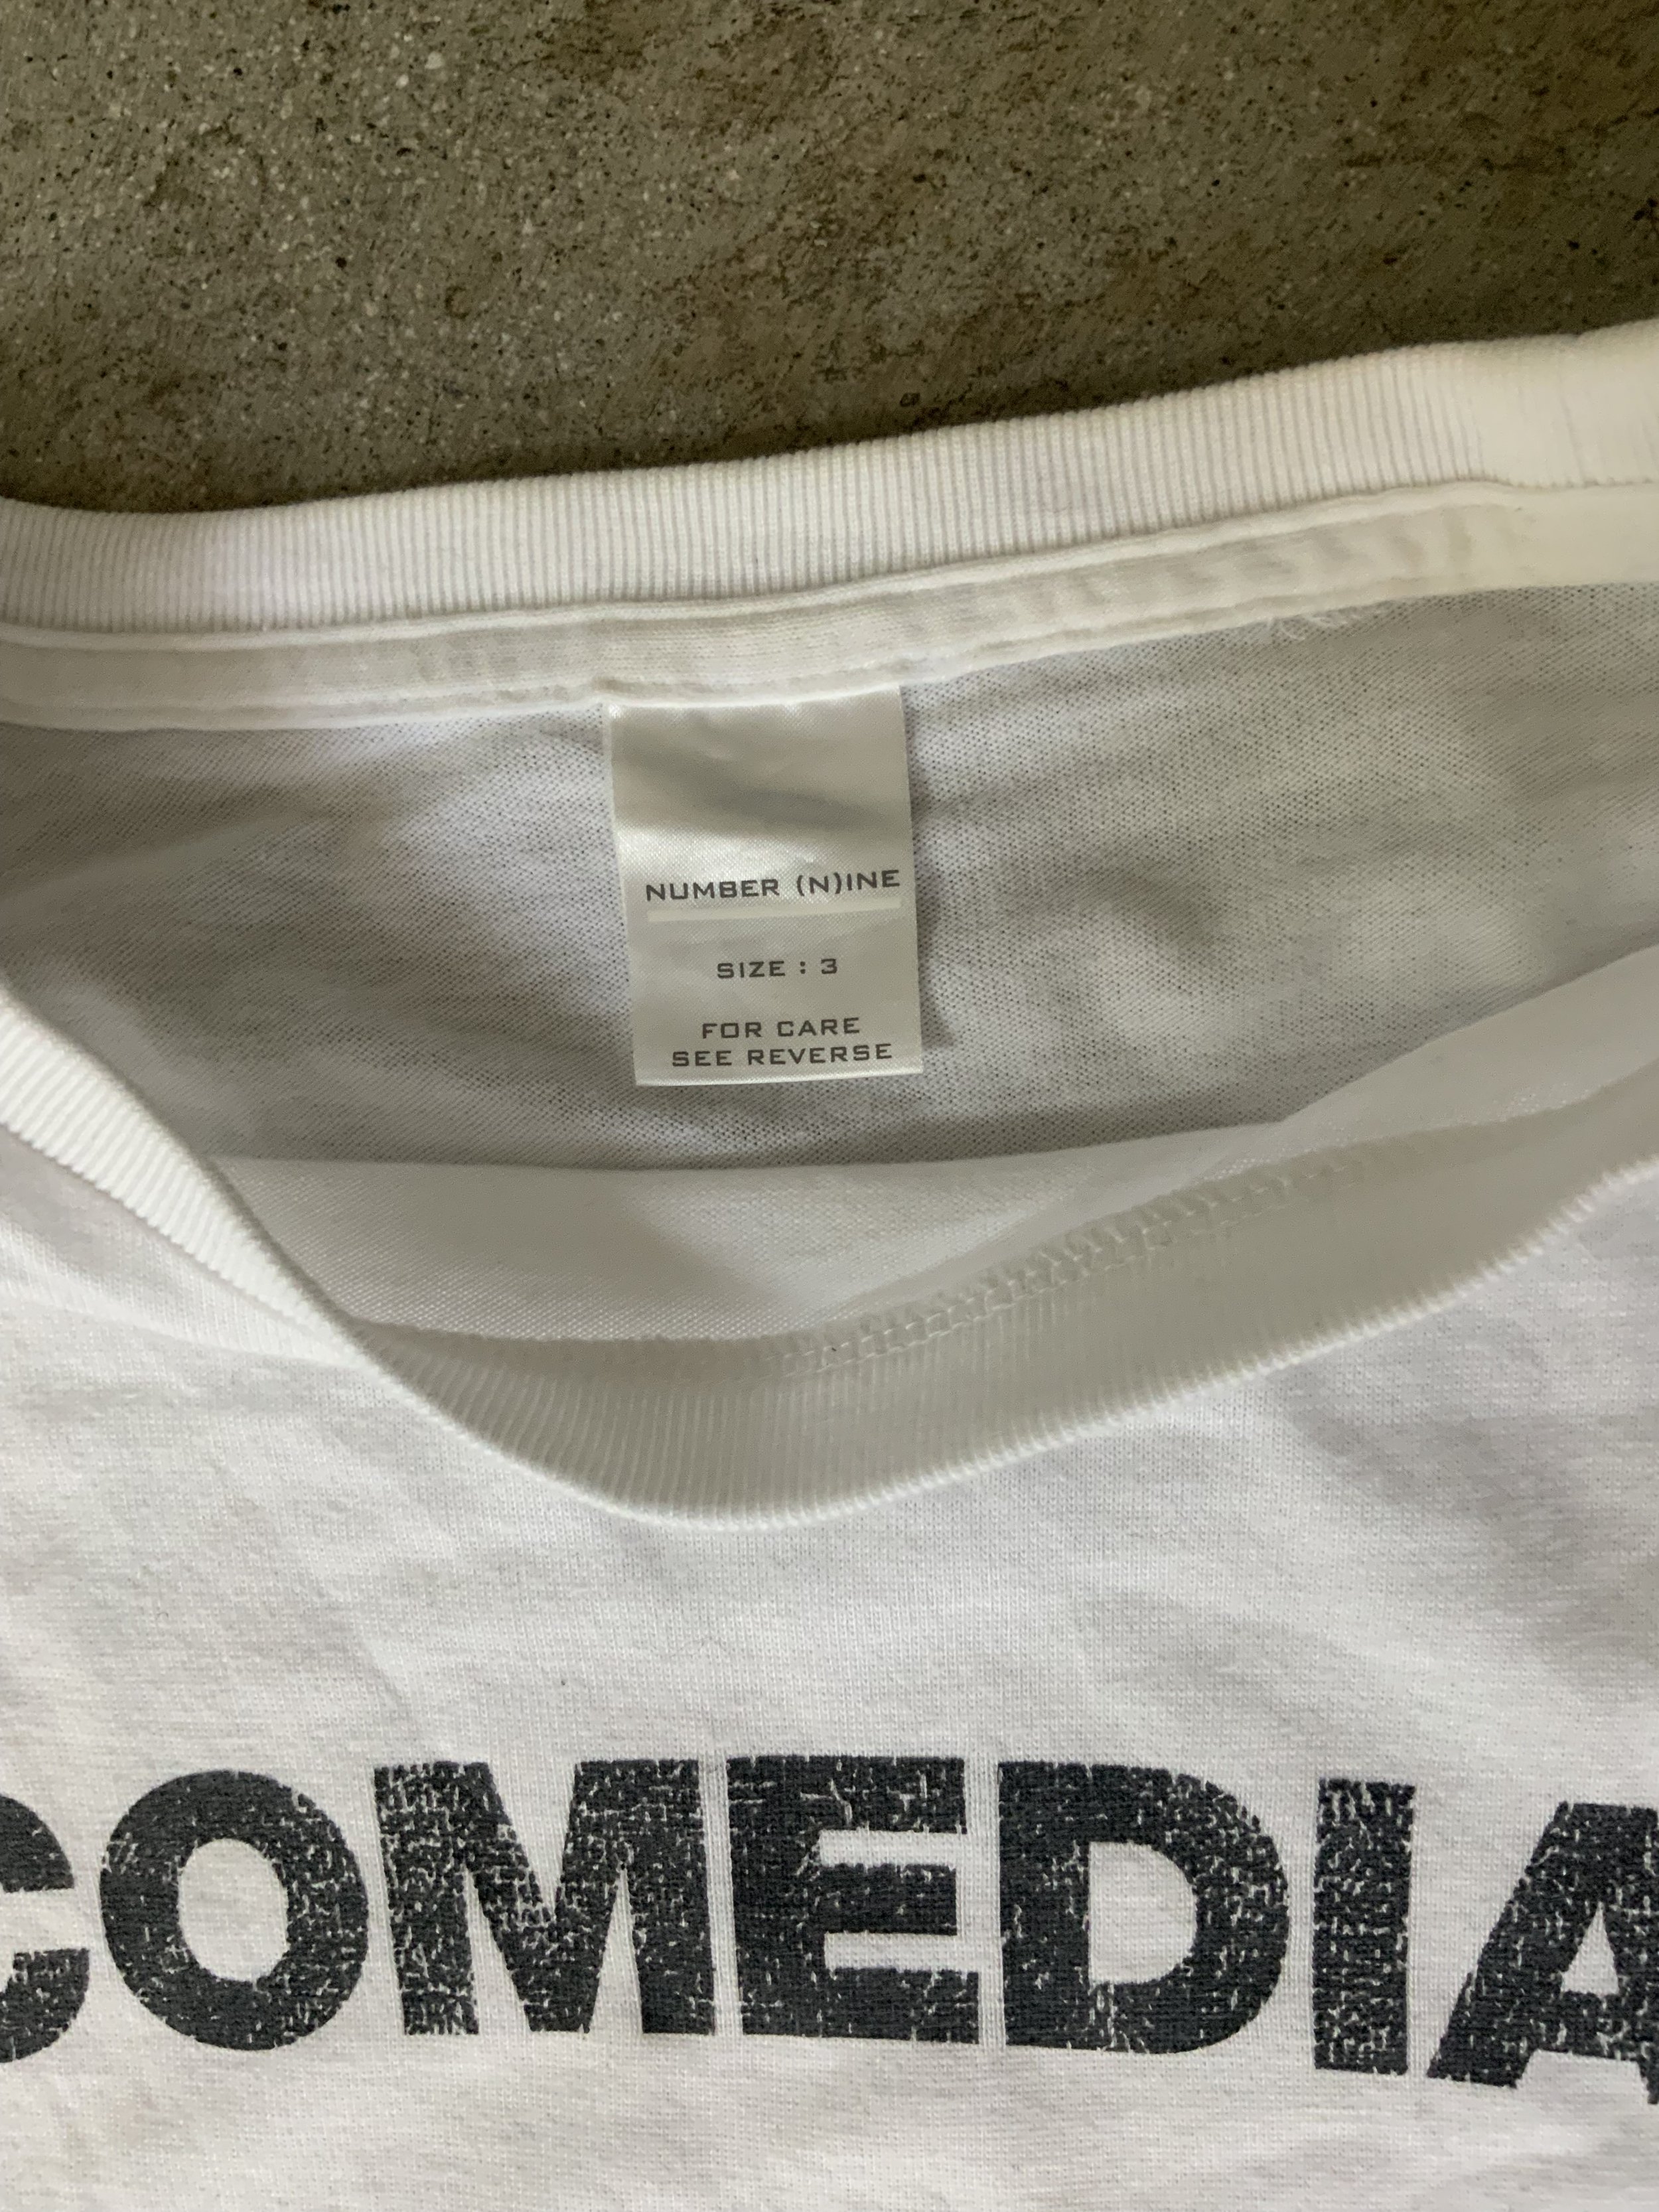 NUMBER (N)INE
SIZE : 3
FOR CARE
SEE REVERSE
COMEDIA